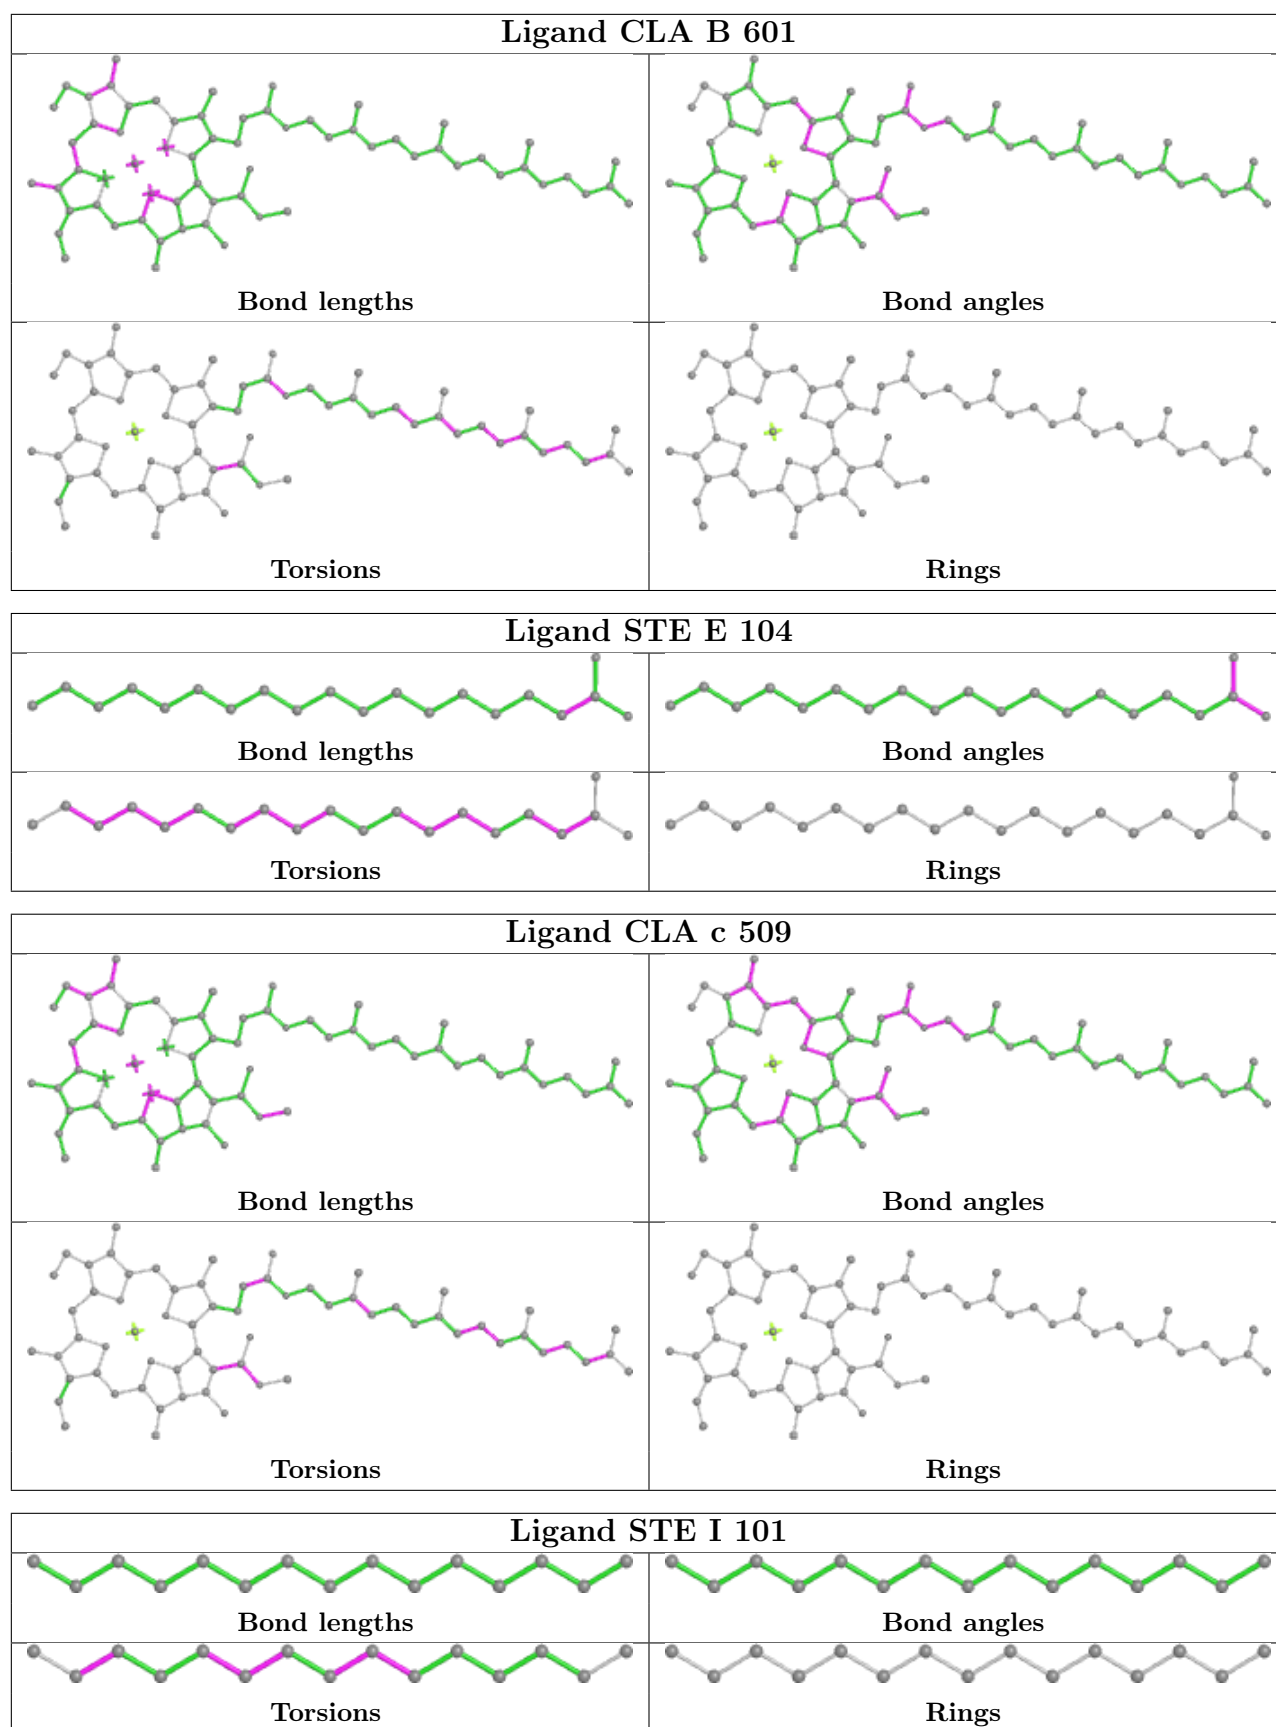 Ligand CLA B 601
Bond lengths
Bond angles
Torsions
Rings
Ligand STE E 104
Bond lengths
Bond angles
Torsions
Rings
Ligand CLA c 509
Bond lengths
Bond angles
Torsions
Rings
Ligand STE I 101
Bond lengths
Bond angles
Torsions
Rings